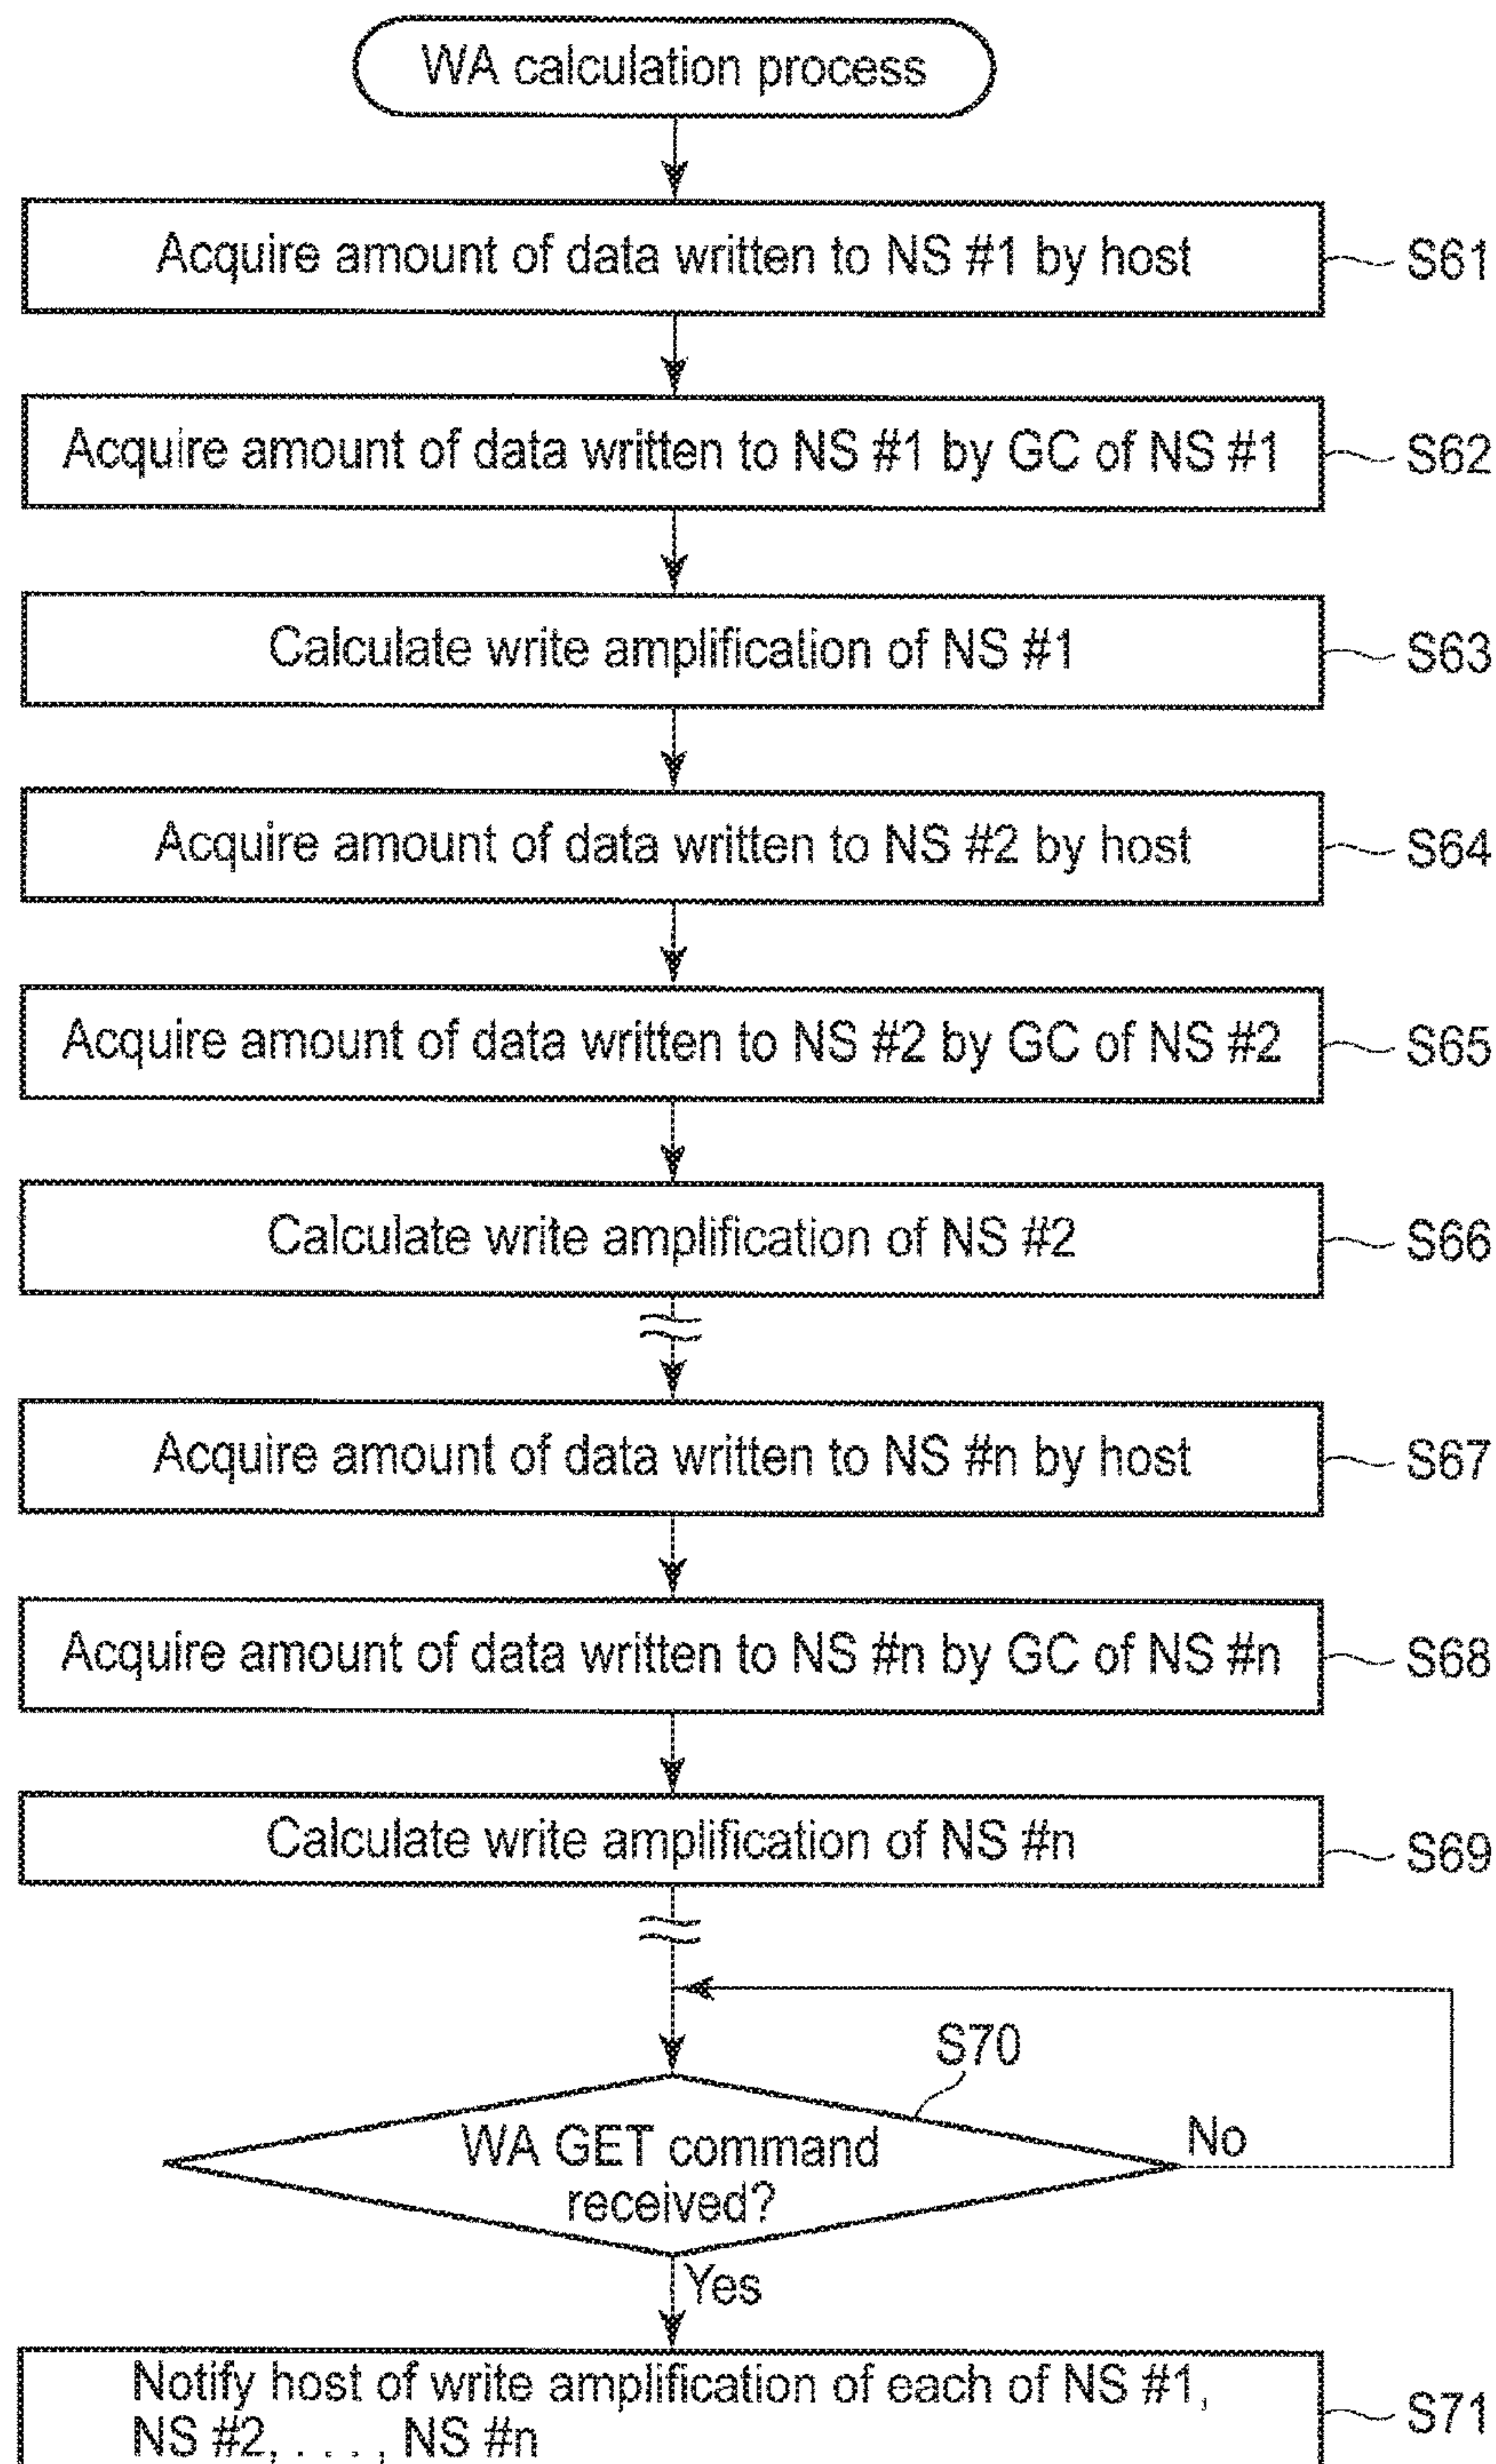 WA calculation process
Acquire amount of data written to NS #1 by host
S61
Acquire amount of data written to NS #1 by GC of NS #1
S62
Calculate write amplification of NS #1
S63
Acquire amount of data written to NS #2 by host
S64
Acquire amount of data written to NS #2 by GC of NS #2
S65
Calculate write amplification of NS #2
S66
Acquire amount of data written to NS #n by host
S67
Acquire amount of data written to NS #n by GC of NS #n
S68
Calculate write amplification of NS #n
S69
S70
WA GET command
received?
No
Yes
Notify host of write amplification of each of NS #1,
NS #2, . . . , NS #n
S71